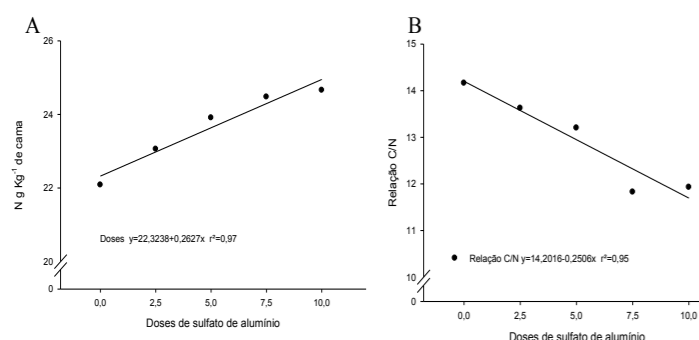 A
N g Kg⁻¹ de cama
26
24
22
20
0
Doses y=22,3238+0,2627x r²=0,97
0,0 2,5 5,0 7,5 10,0
Doses de sulfato de alumínio
B
Relação C/N
15
14
13
12
11
10
0
Relação C/N y=14,2016-0,2506x r²=0,95
0,0 2,5 5,0 7,5 10,0
Doses de sulfato de alumínio